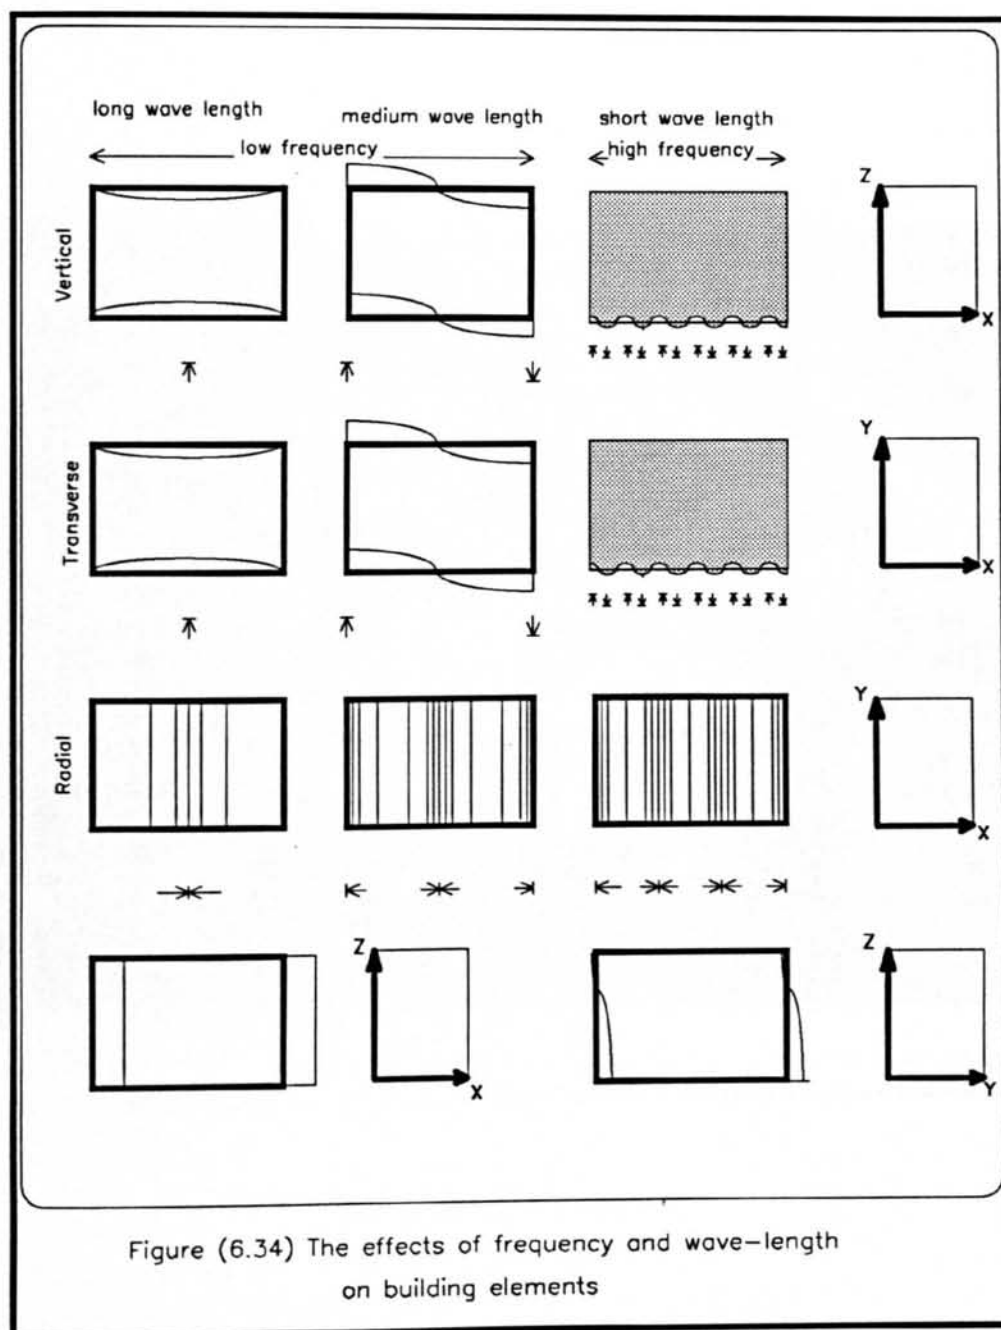 long wave length
medium wave length
short wave length
low frequency
high frequency
Vertical
Z
X
Transverse
Y
X
Radial
Y
X
Z
X
Z
Y
Figure (6.34) The effects of frequency and wave-length
on building elements